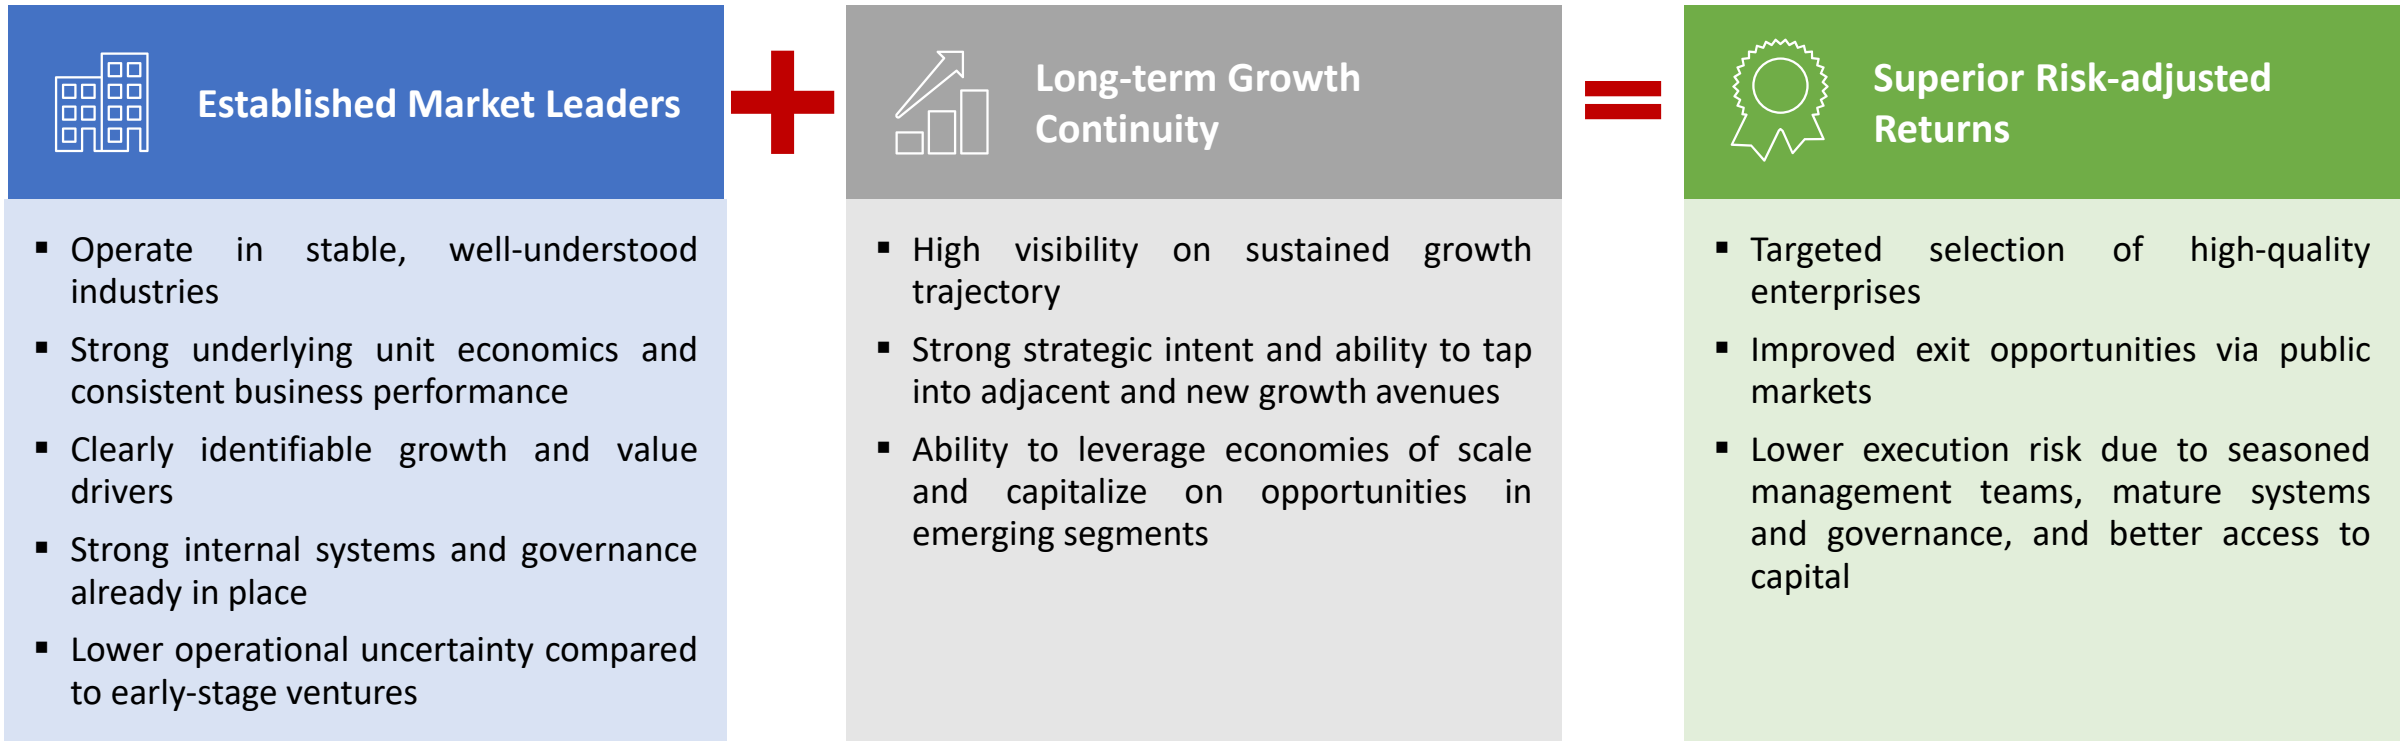 Established Market Leaders
▪ Operate in stable, well-understood
industries
▪ Strong underlying unit economics and
consistent business performance
▪ Clearly identifiable growth and value
drivers
▪ Strong internal systems and governance
already in place
▪ Lower operational uncertainty compared
to early-stage ventures
+
Long-term Growth
Continuity
▪ High visibility on sustained growth
trajectory
▪ Strong strategic intent and ability to tap
into adjacent and new growth avenues
▪ Ability to leverage economies of scale
and capitalize on opportunities in
emerging segments
=
Superior Risk-adjusted
Returns
▪ Targeted selection of high-quality
enterprises
▪ Improved exit opportunities via public
markets
▪ Lower execution risk due to seasoned
management teams, mature systems
and governance, and better access to
capital